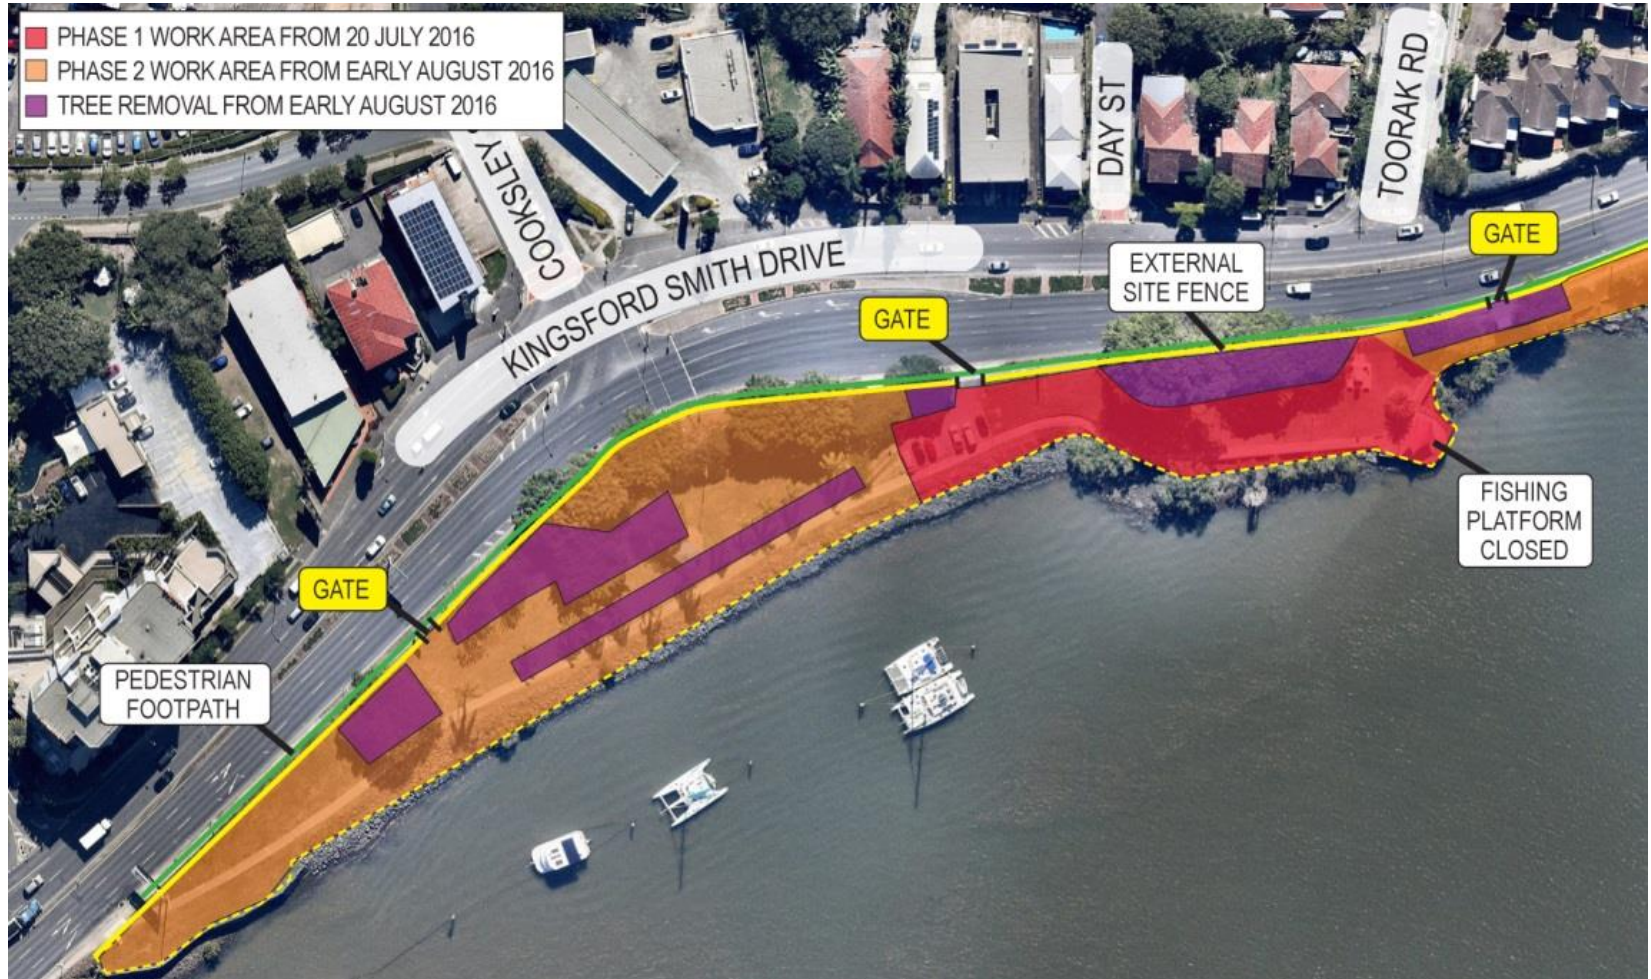 PHASE 1 WORK AREA FROM 20 JULY 2016
PHASE 2 WORK AREA FROM EARLY AUGUST 2016
TREE REMOVAL FROM EARLY AUGUST 2016
COOKSLEY
DAY ST
TOORAK RD
KINGSFORD SMITH DRIVE
GATE
EXTERNAL
SITE FENCE
GATE
FISHING
PLATFORM
CLOSED
GATE
PEDESTRIAN
FOOTPATH